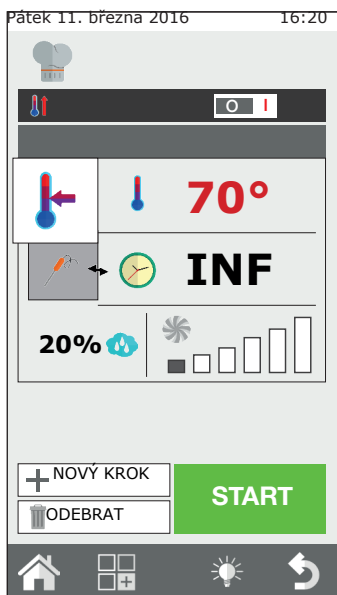 Pátek 11. března 2016 16:20
O I
70°
INF
20%
NOVÝ KROK
START
ODEBRAT